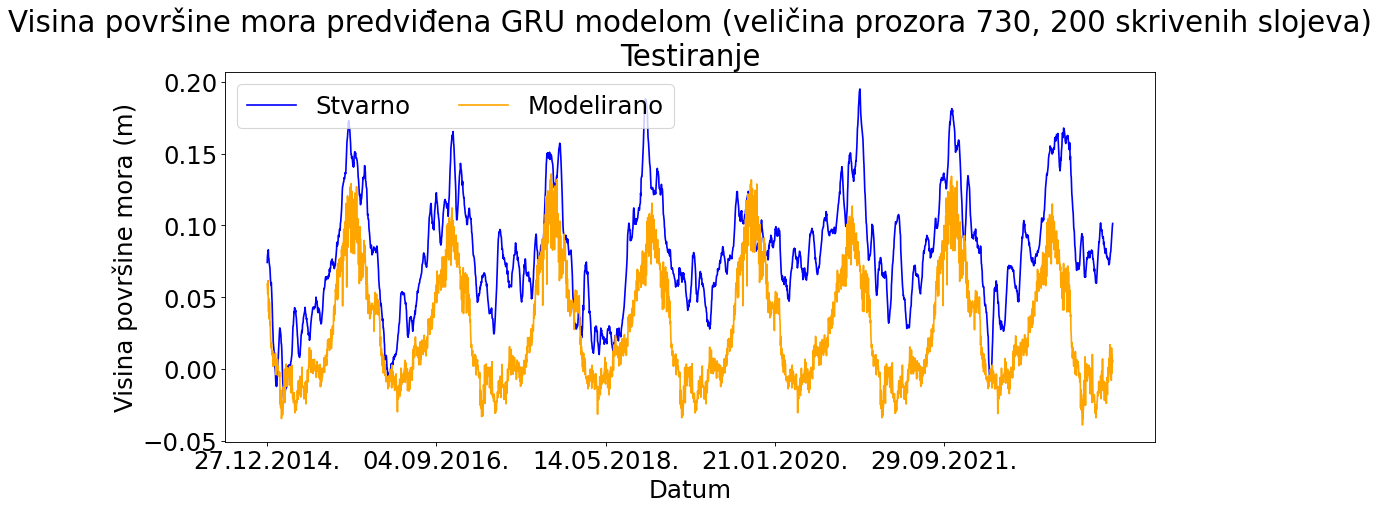 Visina površine mora predviđena GRU modelom (veličina prozora 730, 200 skrivenih slojeva)
Testiranje
Stvarno Modelirano
Visina površine mora (m)
0.20
0.15
0.10
0.05
0.00
−0.05
27.12.2014. 04.09.2016. 14.05.2018. 21.01.2020. 29.09.2021.
Datum